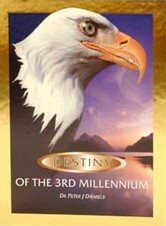 DESTINY
OF THE 3RD MILLENNIUM
DR PETER J DANIELS